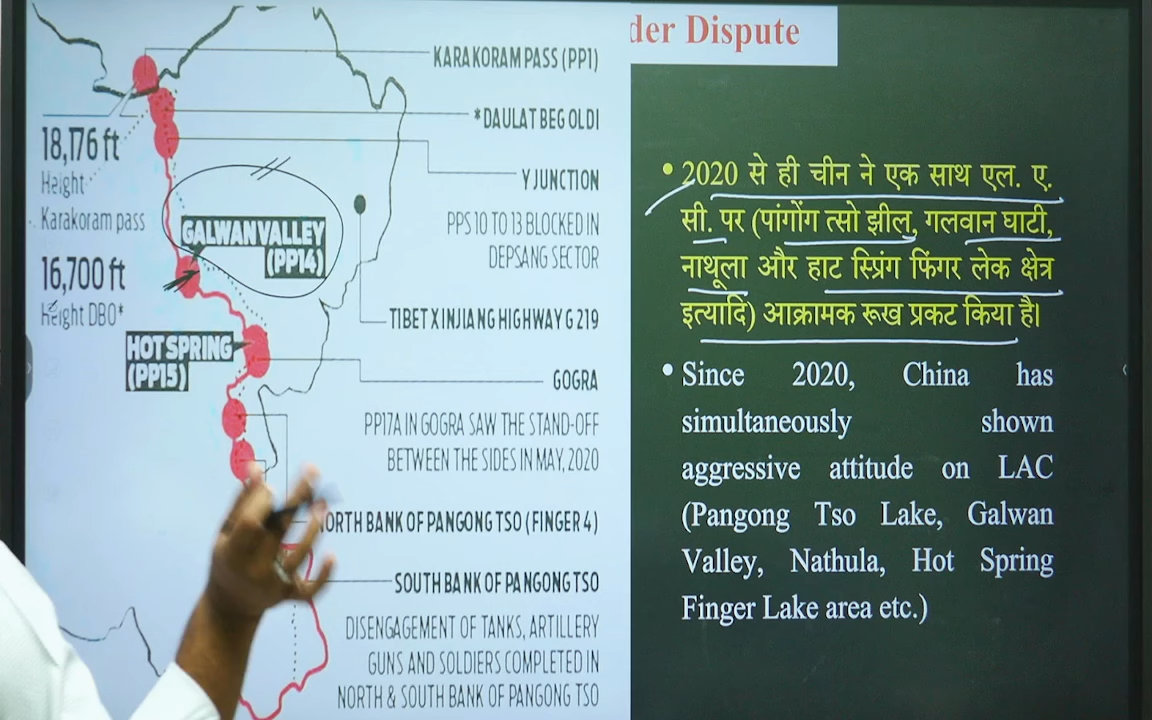 der Dispute
KARAKORAM PASS (PP1)
*DAULAT BEG OLDI
18,176 ft
Height
Karakoram pass
Y JUNCTION
PPS 10 TO 13 BLOCKED IN
DEPSANG SECTOR
GALWAN VALLEY
(PP14)
16,700 ft
Height DBO*
TIBET XINJIANG HIGHWAY G 219
HOT SPRING
(PP15)
GOGRA
PP17A IN GOGRA SAW THE STAND-OFF
BETWEEN THE SIDES IN MAY, 2020
NORTH BANK OF PANGONG TSO (FINGER 4)
SOUTH BANK OF PANGONG TSO
DISENGAGEMENT OF TANKS, ARTILLERY
GUNS AND SOLDIERS COMPLETED IN
NORTH & SOUTH BANK OF PANGONG TSO
• 2020 से ही चीन ने एक साथ एल. ए.
सी. पर (पांगोंग त्सो झील, गलवान घाटी,
नाथूला और हाट स्प्रिंग फिंगर लेक क्षेत्र
इत्यादि) आक्रामक रूख प्रकट किया है।
• Since 2020, China has
simultaneously shown
aggressive attitude on LAC
(Pangong Tso Lake, Galwan
Valley, Nathula, Hot Spring
Finger Lake area etc.)